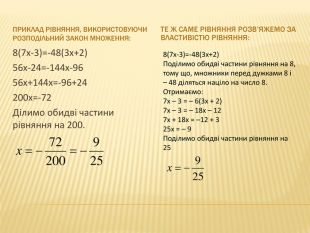 ПРИКЛАД РІВНЯННЯ, ВИКОРИСТОВУЮЧИ
РОЗПОДІЛЬНИЙ ЗАКОН МНОЖЕННЯ:
8(7x-3)=-48(3x+2)
56x-24=-144x-96
56x+144x=-96+24
200x=-72
Ділимо обидві частини
рівняння на 200.
x = − 72/200 = − 9/25
ТЕ Ж САМЕ РІВНЯННЯ РОЗВ'ЯЖЕМО ЗА
ВЛАСТИВІСТЮ РІВНЯННЯ:
8(7x-3)=-48(3x+2)
Поділимо обидві частини рівняння на 8,
тому що, множники перед дужками 8 і
– 48 діляться націло на число 8.
Отримаємо:
7x – 3 = – 6(3x + 2)
7x – 3 = – 18x – 12
7x + 18x = –12 + 3
25x = – 9
Поділимо обидві частини рівняння на
25
x = − 9/25